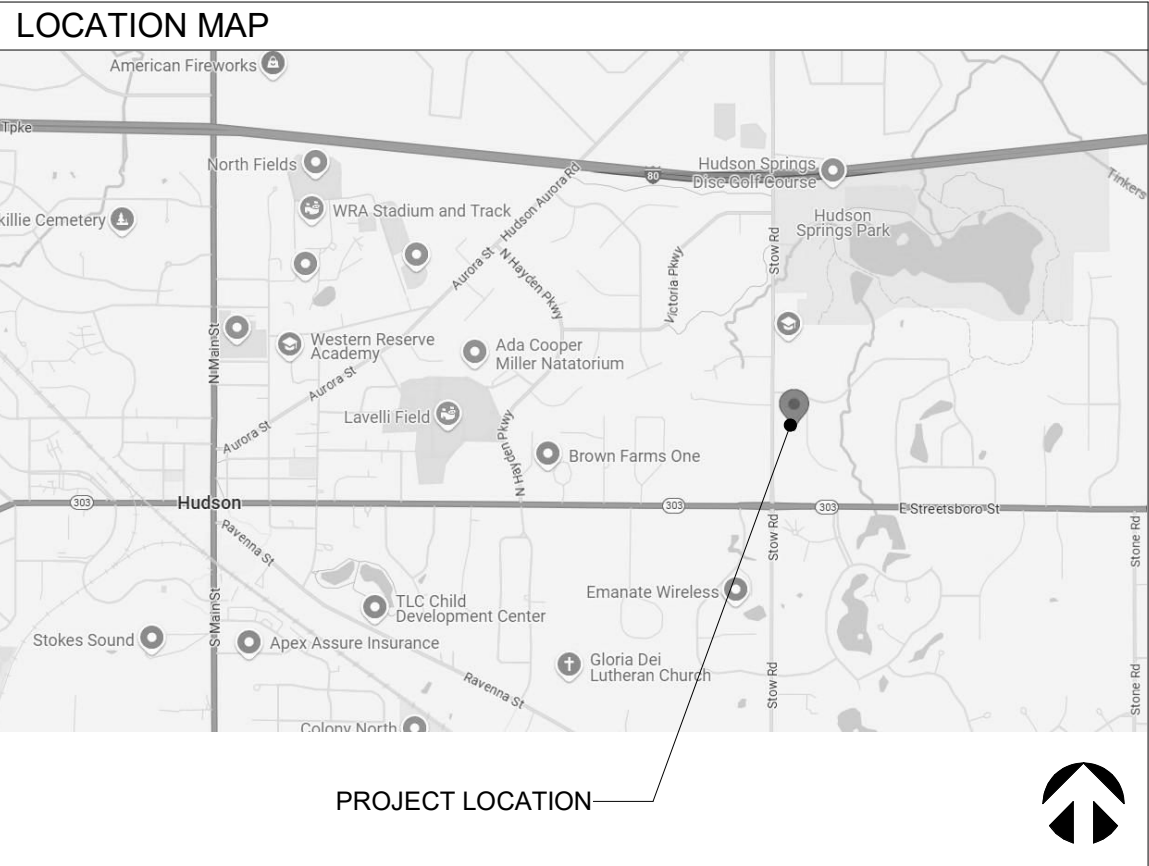 LOCATION MAP
American Fireworks
Tpke
North Fields
Hudson Aurora Rd
80
Hudson Springs
Disc Golf Course
Tinkers
killie Cemetery
WRA Stadium and Track
Hudson
Springs Park
Aurora St
N Hayden Pkwy
Victoria Pkwy
Stow Rd
N Main St
Western Reserve
Academy
Ada Cooper
Miller Natatorium
Aurora St
Lavelli Field
Aurora St
N Hayden Pkwy
Brown Farms One
303
Hudson
303
303
E Streetsboro St
Ravenna St
Stow Rd
Stone Rd
S Main St
TLC Child
Development Center
Emanate Wireless
Stokes Sound
Apex Assure Insurance
Gloria Dei
Lutheran Church
Ravenna St
Stow Rd
Stone Rd
Colony North
PROJECT LOCATION